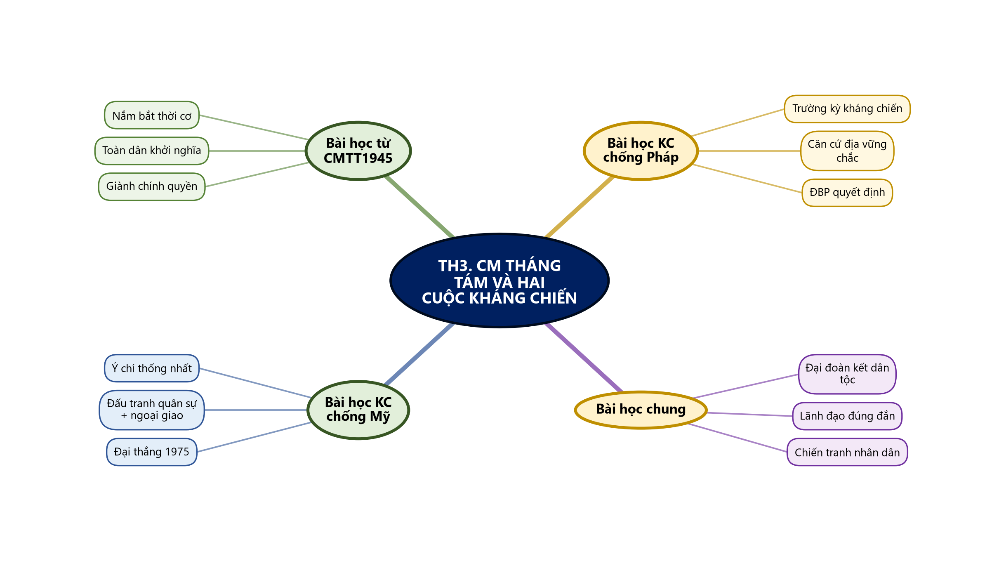 Nắm bắt thời cơ
Toàn dân khởi nghĩa
Giành chính quyền
Bài học từ
CMTT1945
Bài học KC
chống Pháp
Trường kỳ kháng chiến
Căn cứ địa vững
chắc
ĐBP quyết định
TH3. CM THÁNG
TÁM VÀ HAI
CUỘC KHÁNG CHIẾN
Ý chí thống nhất
Đấu tranh quân sự
+ ngoại giao
Đại thắng 1975
Bài học KC
chống Mỹ
Bài học chung
Đại đoàn kết dân
tộc
Lãnh đạo đúng đắn
Chiến tranh nhân dân